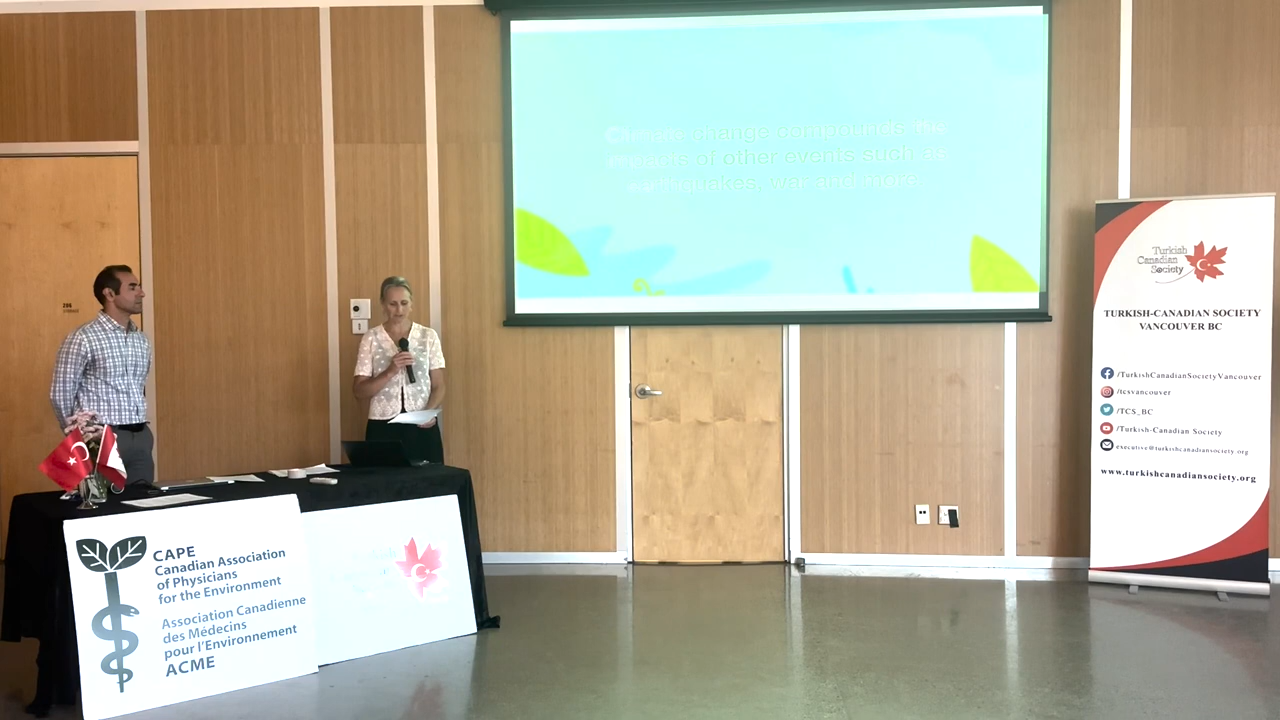 Climate change compounds the
impacts of other events such as
earthquakes, war and more
206
Turkish
Canadian
Society
TURKISH-CANADIAN SOCIETY
VANCOUVER BC
/TurkishCanadianSocietyVancouver
/tcsvancouver
/TCS_BC
/Turkish-Canadian Society
executive@turkishcanadiansociety.org
www.turkishcanadiansociety.org
CAPE
Canadian Association
of Physicians
for the Environment
Association Canadienne
des Médecins
pour l'Environnement
ACME